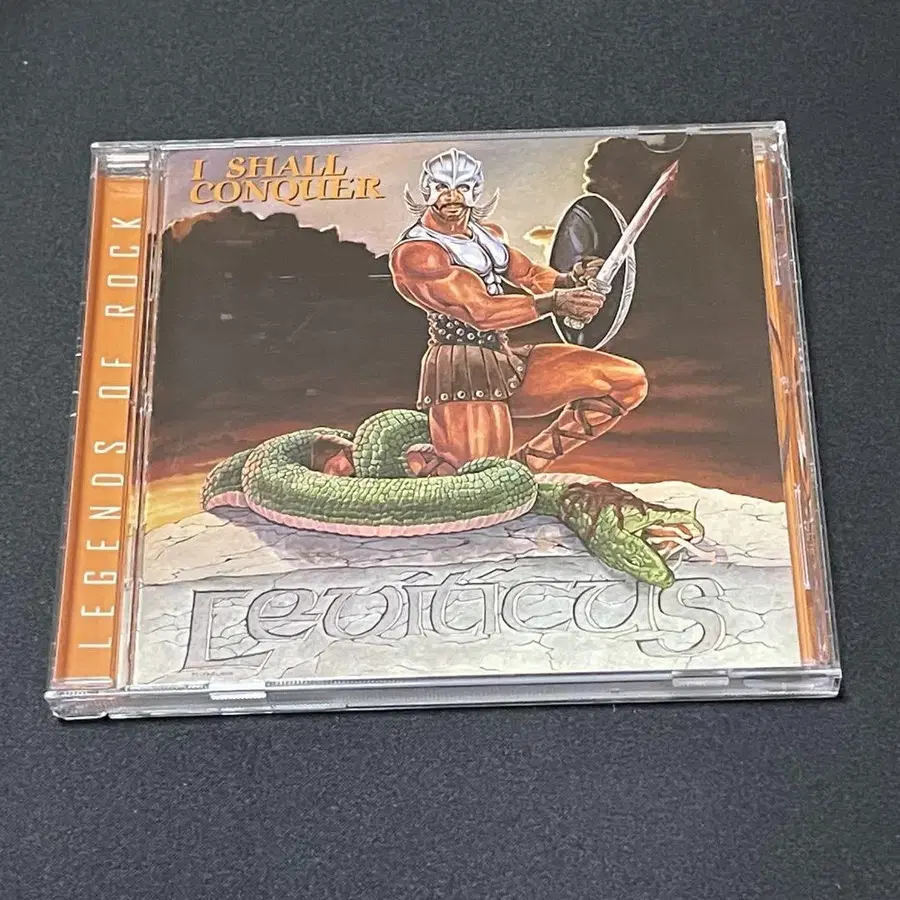 I SHALL
CONQUER
LEGENDS OF ROCK
Leviticus